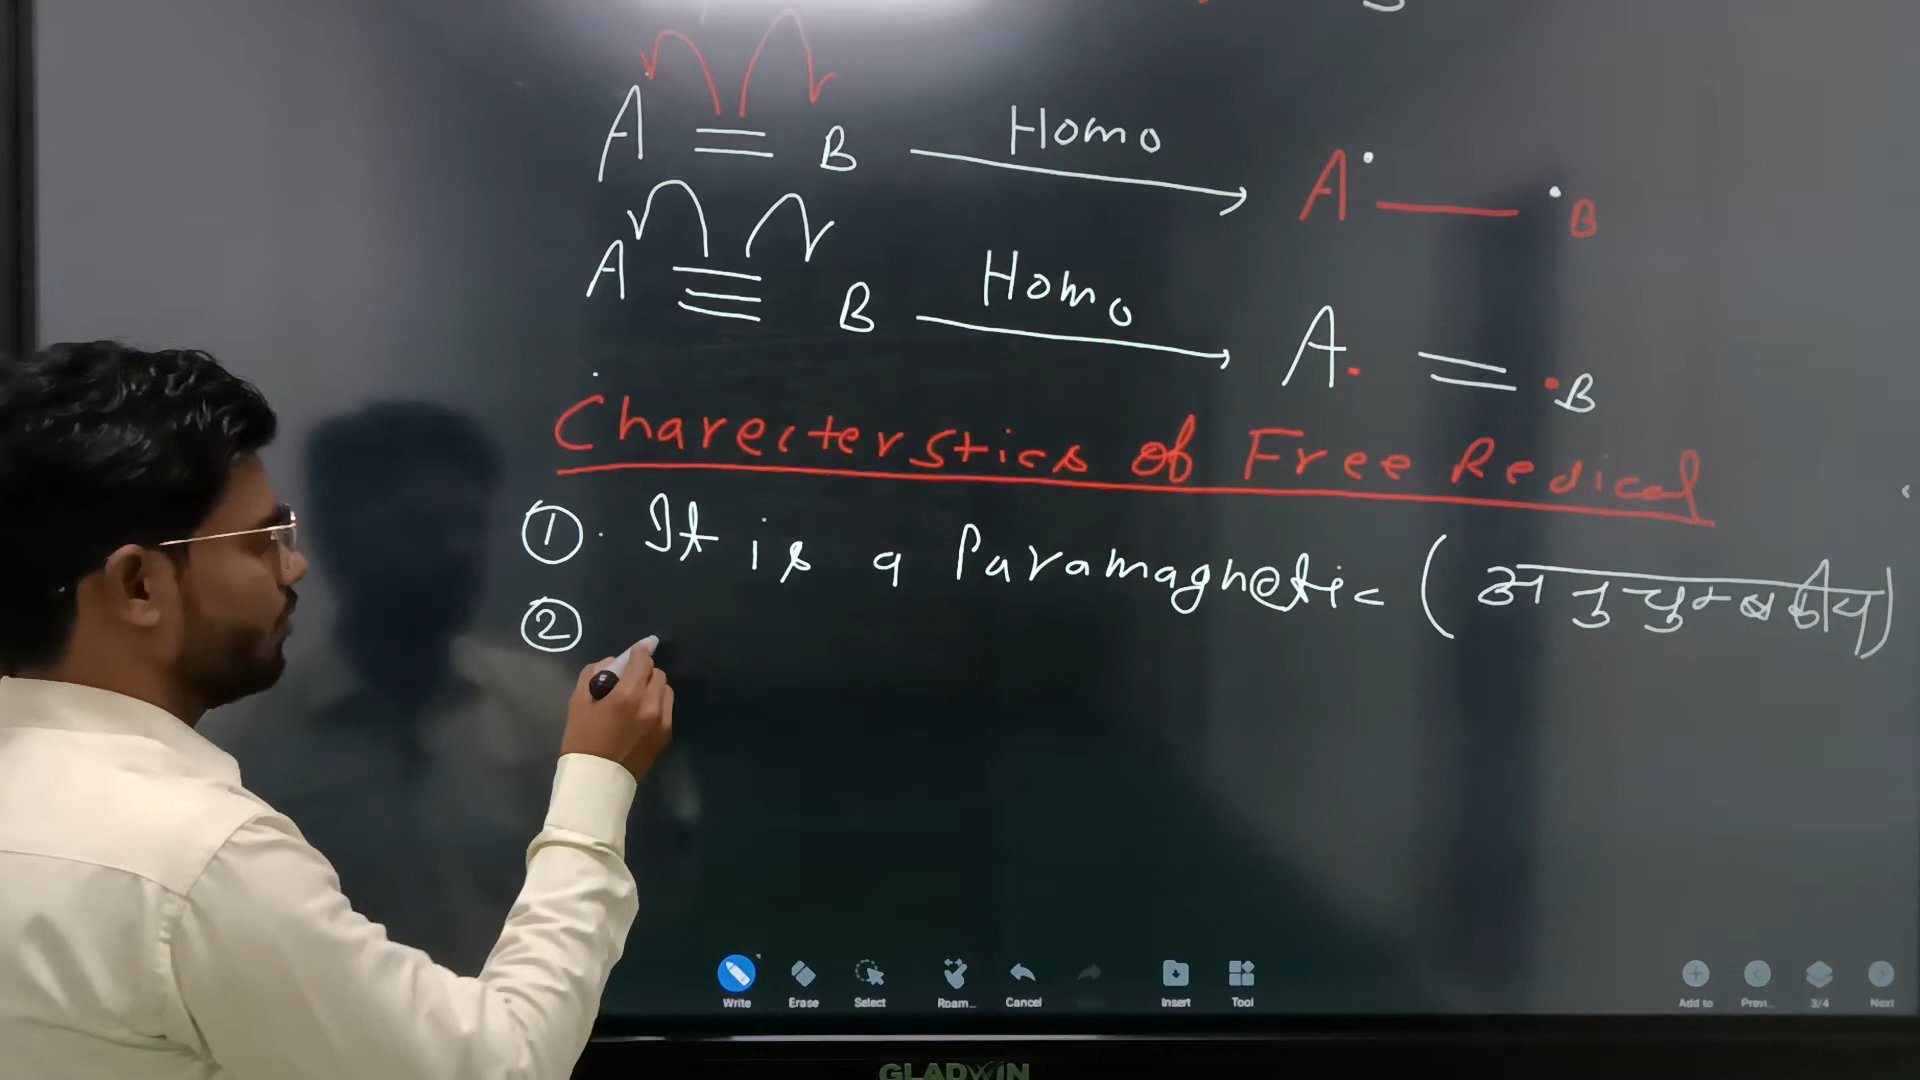 A = B Homo A· — ·B
A ≡ B Homo A· = ·B
Charecterstics of Free Redical
① . It is a Paramagnetic (अनुचुम्बकीय)
②
Write Erase Select Roam... Cancel Insert Tool Add to Previ... 3/4 Next
GLADWIN